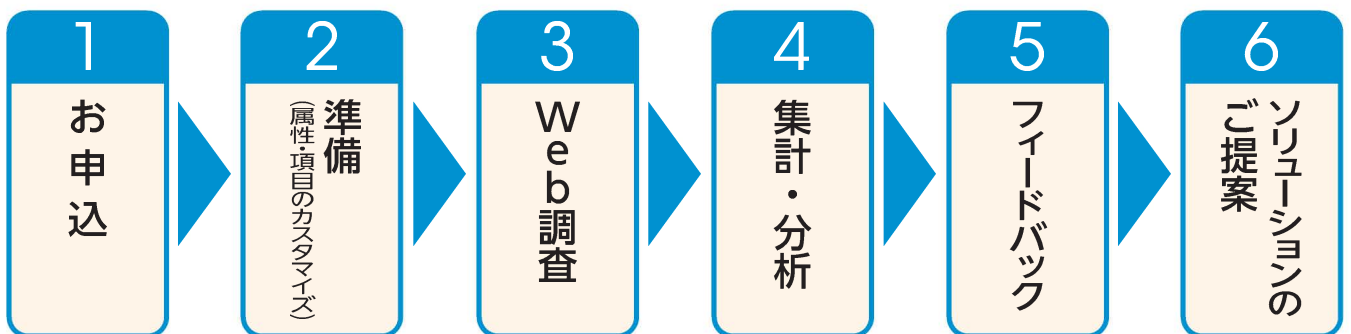 1
お申込
2
準備
（属性・項目のカスタマイズ）
3
Web調査
4
集計・分析
5
フィードバック
6
ソリューションの
ご提案